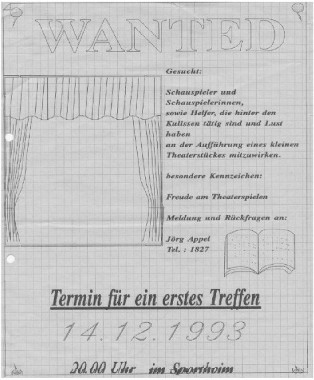 WANTED
Gesucht:
Schauspieler und
Schauspielerinnen,
sowie Helfer, die hinter den
Kulissen tätig sind und Lust
haben
an der Aufführung eines kleinen
Theaterstückes mitzuwirken.
besondere Kennzeichen:
Freude am Theaterspielen
Meldung und Rückfragen an:
Jörg Appel
Tel. : 1827
Termin für ein erstes Treffen
14.12.1993
20.00 Uhr im Sportheim